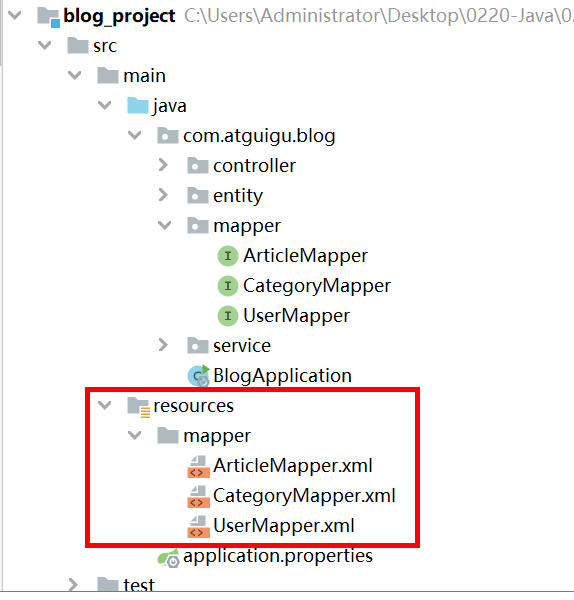 blog_project C:\Users\Administrator\Desktop\0220-Java\0
src
main
java
com.atguigu.blog
controller
entity
mapper
I ArticleMapper
I CategoryMapper
I UserMapper
service
BlogApplication
resources
mapper
ArticleMapper.xml
CategoryMapper.xml
UserMapper.xml
application.properties
test